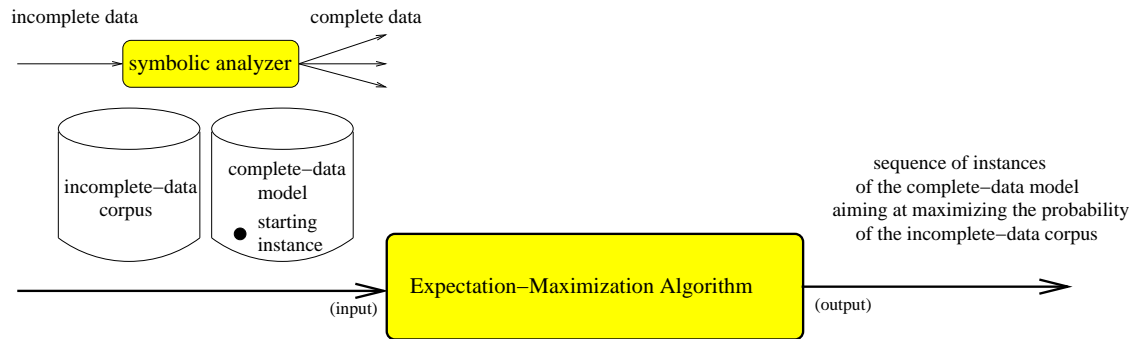 incomplete data
complete data
symbolic analyzer
incomplete−data
corpus
complete−data
model
starting
instance
sequence of instances
of the complete−data model
aiming at maximizing the probability
of the incomplete−data corpus
Expectation−Maximization Algorithm
(input)
(output)